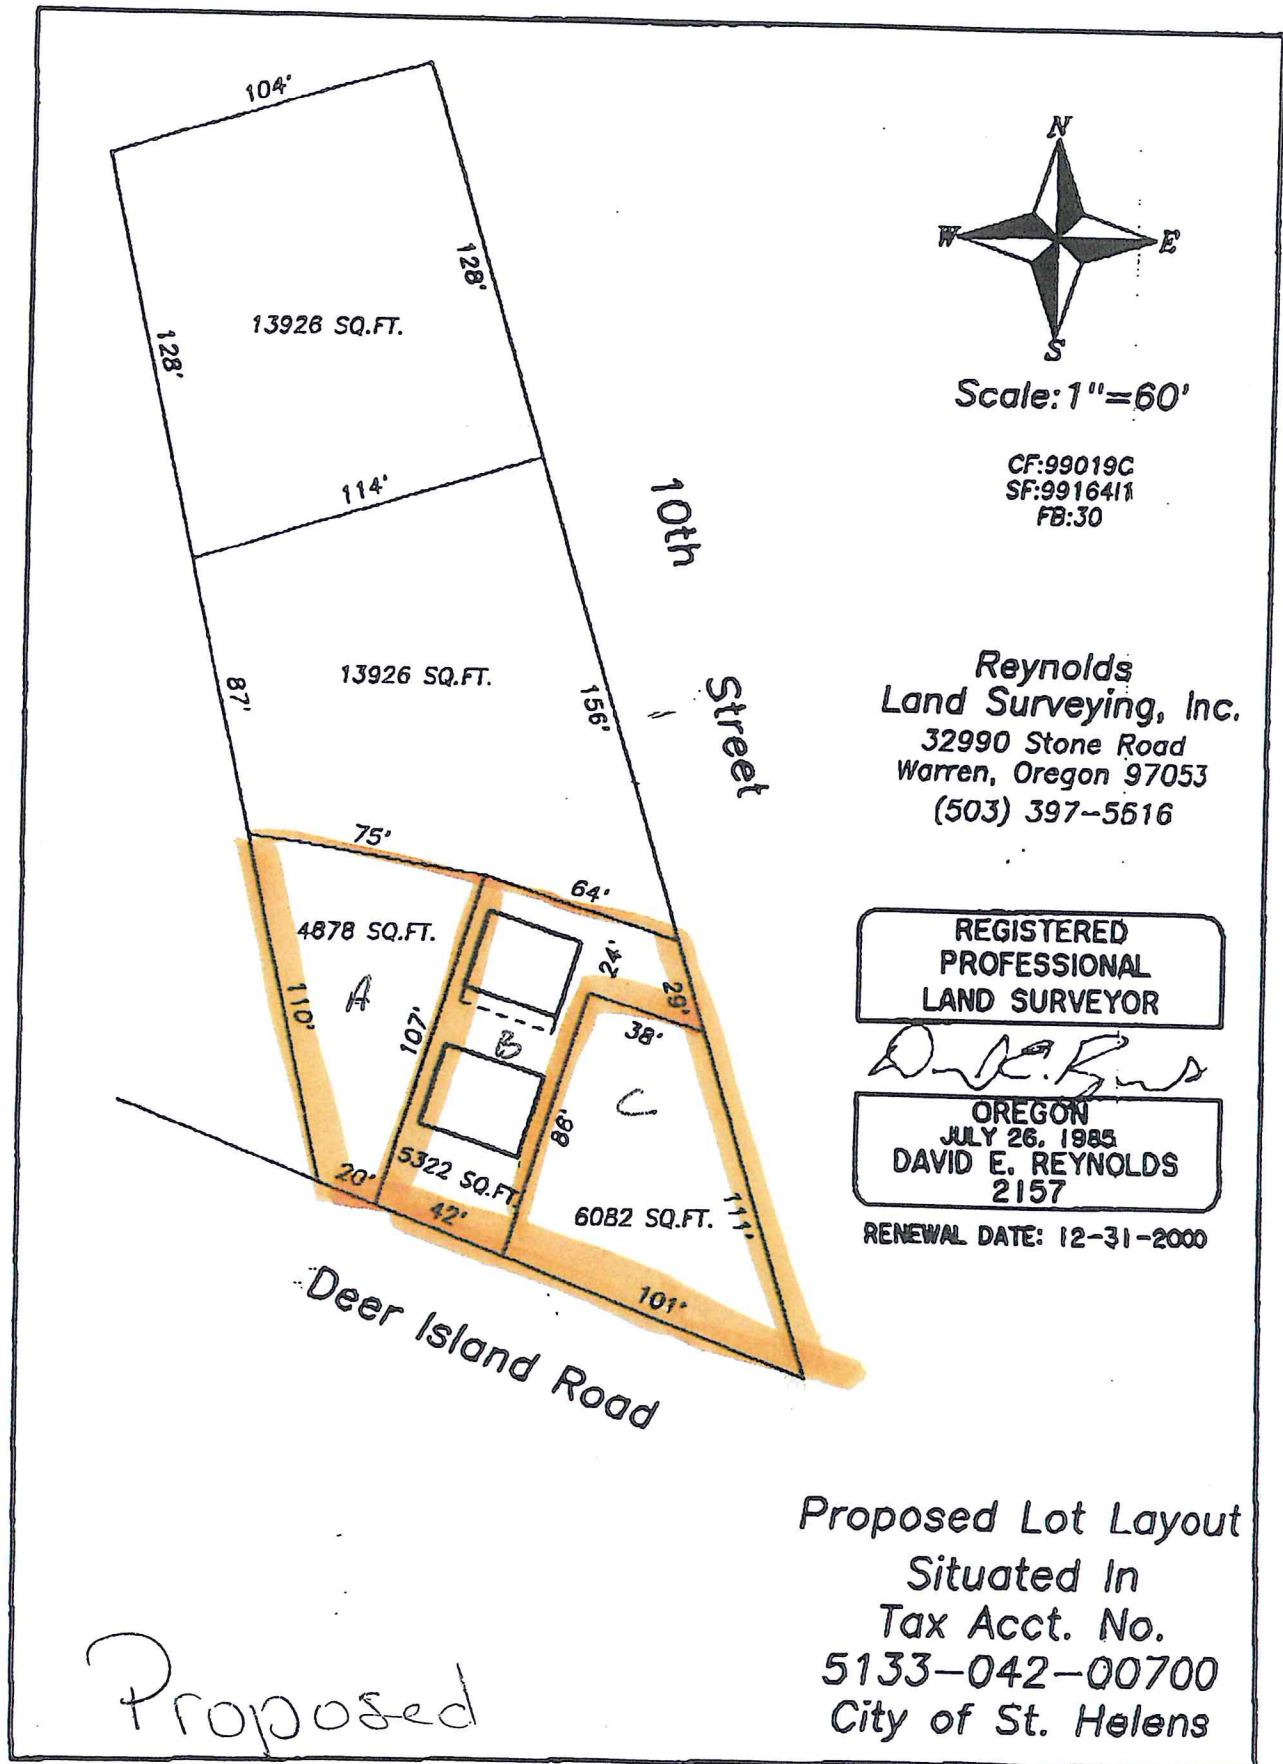 104'
128'
128'
13926 SQ.FT.
114'
87'
156'
13926 SQ.FT.
10th
Street
75'
64'
4878 SQ.FT.
A
110'
107'
24'
29'
38'
B
C
86'
20'
5322 SQ.FT.
42'
6082 SQ.FT.
111'
101'
Deer Island Road
N
W E
S
Scale: 1"=60'
CF:99019C
SF:99164I1
FB:30
Reynolds
Land Surveying, Inc.
32990 Stone Road
Warren, Oregon 97053
(503) 397-5616
REGISTERED
PROFESSIONAL
LAND SURVEYOR
OREGON
JULY 26, 1985
DAVID E. REYNOLDS
2157
RENEWAL DATE: 12-31-2000
Proposed Lot Layout
Situated In
Tax Acct. No.
5133-042-00700
City of St. Helens
Proposed